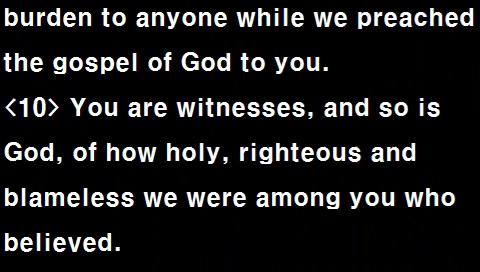 burden to anyone while we preached
the gospel of God to you.
<10> You are witnesses, and so is
God, of how holy, righteous and
blameless we were among you who
believed.